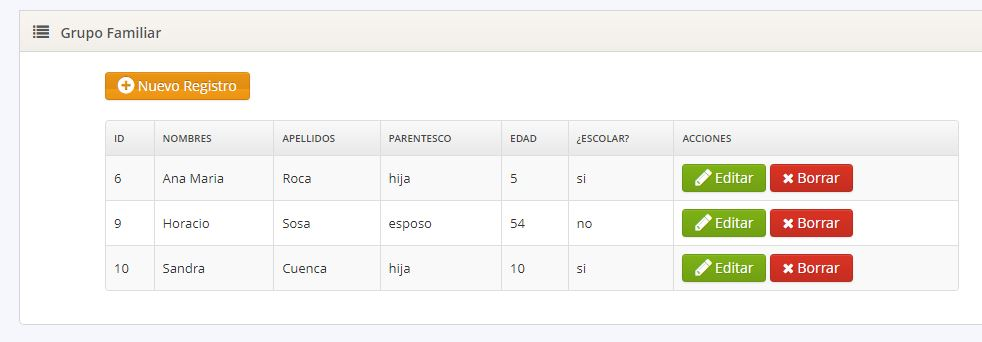 Grupo Familiar
Nuevo Registro
ID NOMBRES APELLIDOS PARENTESCO EDAD ¿ESCOLAR? ACCIONES
6 Ana Maria Roca hija 5 si Editar Borrar
9 Horacio Sosa esposo 54 no Editar Borrar
10 Sandra Cuenca hija 10 si Editar Borrar